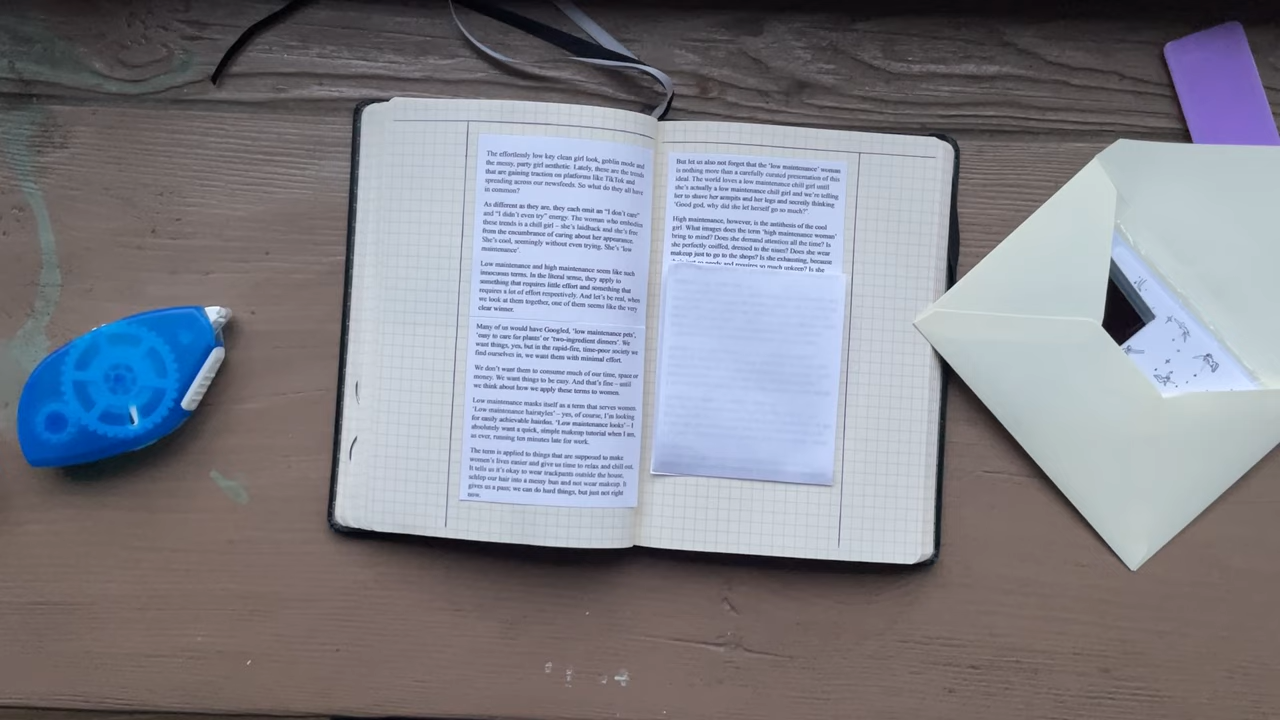 The effortlessly low key clean girl look, goblin mode and
the messy, party girl aesthetic. Lately, these are the trends
that are gaining traction on platforms like TikTok and
spreading across our newsfeeds. So what do they all have
in common?
As different as they are, they each emit an "I don't care"
and "I didn't even try" energy. The woman who embodies
these trends is a chill girl – she's laidback and she's free
from the encumbrance of caring about her appearance.
She's cool, seemingly without even trying. She's 'low
maintenance'.
Low maintenance and high maintenance seem like such
innocuous terms. In the literal sense, they apply to
something that requires little effort and something that
requires a lot of effort respectively. And let's be real, when
we look at them together, one of them seems like the very
clear winner.
Many of us would have Googled, 'low maintenance pets',
'easy to care for plants' or 'two-ingredient dinners'. We
want things, yes, but in the rapid-fire, time-poor society we
find ourselves in, we want them with minimal effort.
We don't want them to consume much of our time, space or
money. We want things to be easy. And that's fine – until
we think about how we apply these terms to women.
Low maintenance masks itself as a term that serves women.
'Low maintenance hairstyles' – yes, of course, I'm looking
for easily achievable hairdos. 'Low maintenance looks' – I
absolutely want a quick, simple makeup tutorial when I am,
as ever, running ten minutes late for work.
The term is applied to things that are supposed to make
women's lives easier and give us time to relax and chill out.
It tells us it's okay to wear trackpants outside the house,
schlep our hair into a messy bun and not wear makeup. It
gives us a pass; we can do hard things, but just not right
now.
But let us also not forget that the 'low maintenance' woman
is nothing more than a carefully curated presentation of this
ideal. The world loves a low maintenance chill girl until
she's actually a low maintenance girl and we're telling
her to shave her armpits and her legs and secretly thinking
'Good god, why did she let herself go so much?'
High maintenance, however, is the antithesis of the cool
girl. What images does the term 'high maintenance woman'
bring to mind? Does she demand attention all the time? Is
she perfectly coiffed, dressed to the nines? Does she wear
makeup just to go to the shops? Is she exhausting, because
she's just so needy and requires so much upkeep? Is she